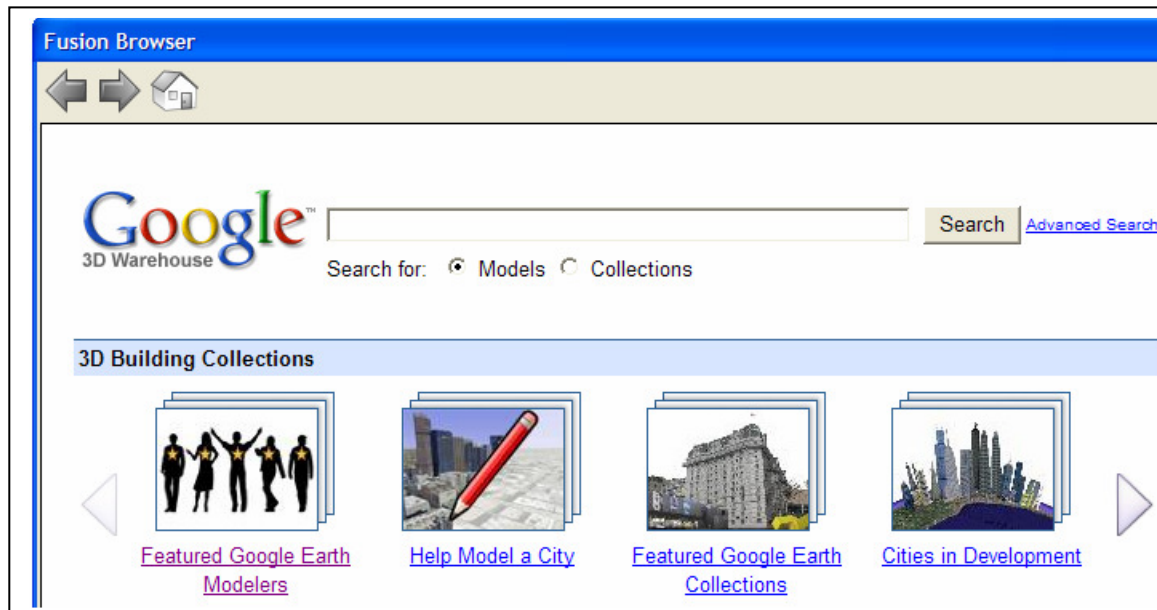 Fusion Browser
Google™
3D Warehouse
Search
Advanced Search
Search for: Models Collections
3D Building Collections
Featured Google Earth
Modelers
Help Model a City
Featured Google Earth
Collections
Cities in Development